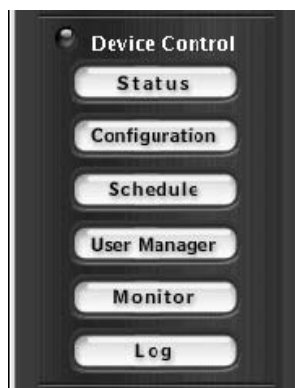 Device Control
Status
Configuration
Schedule
User Manager
Monitor
Log